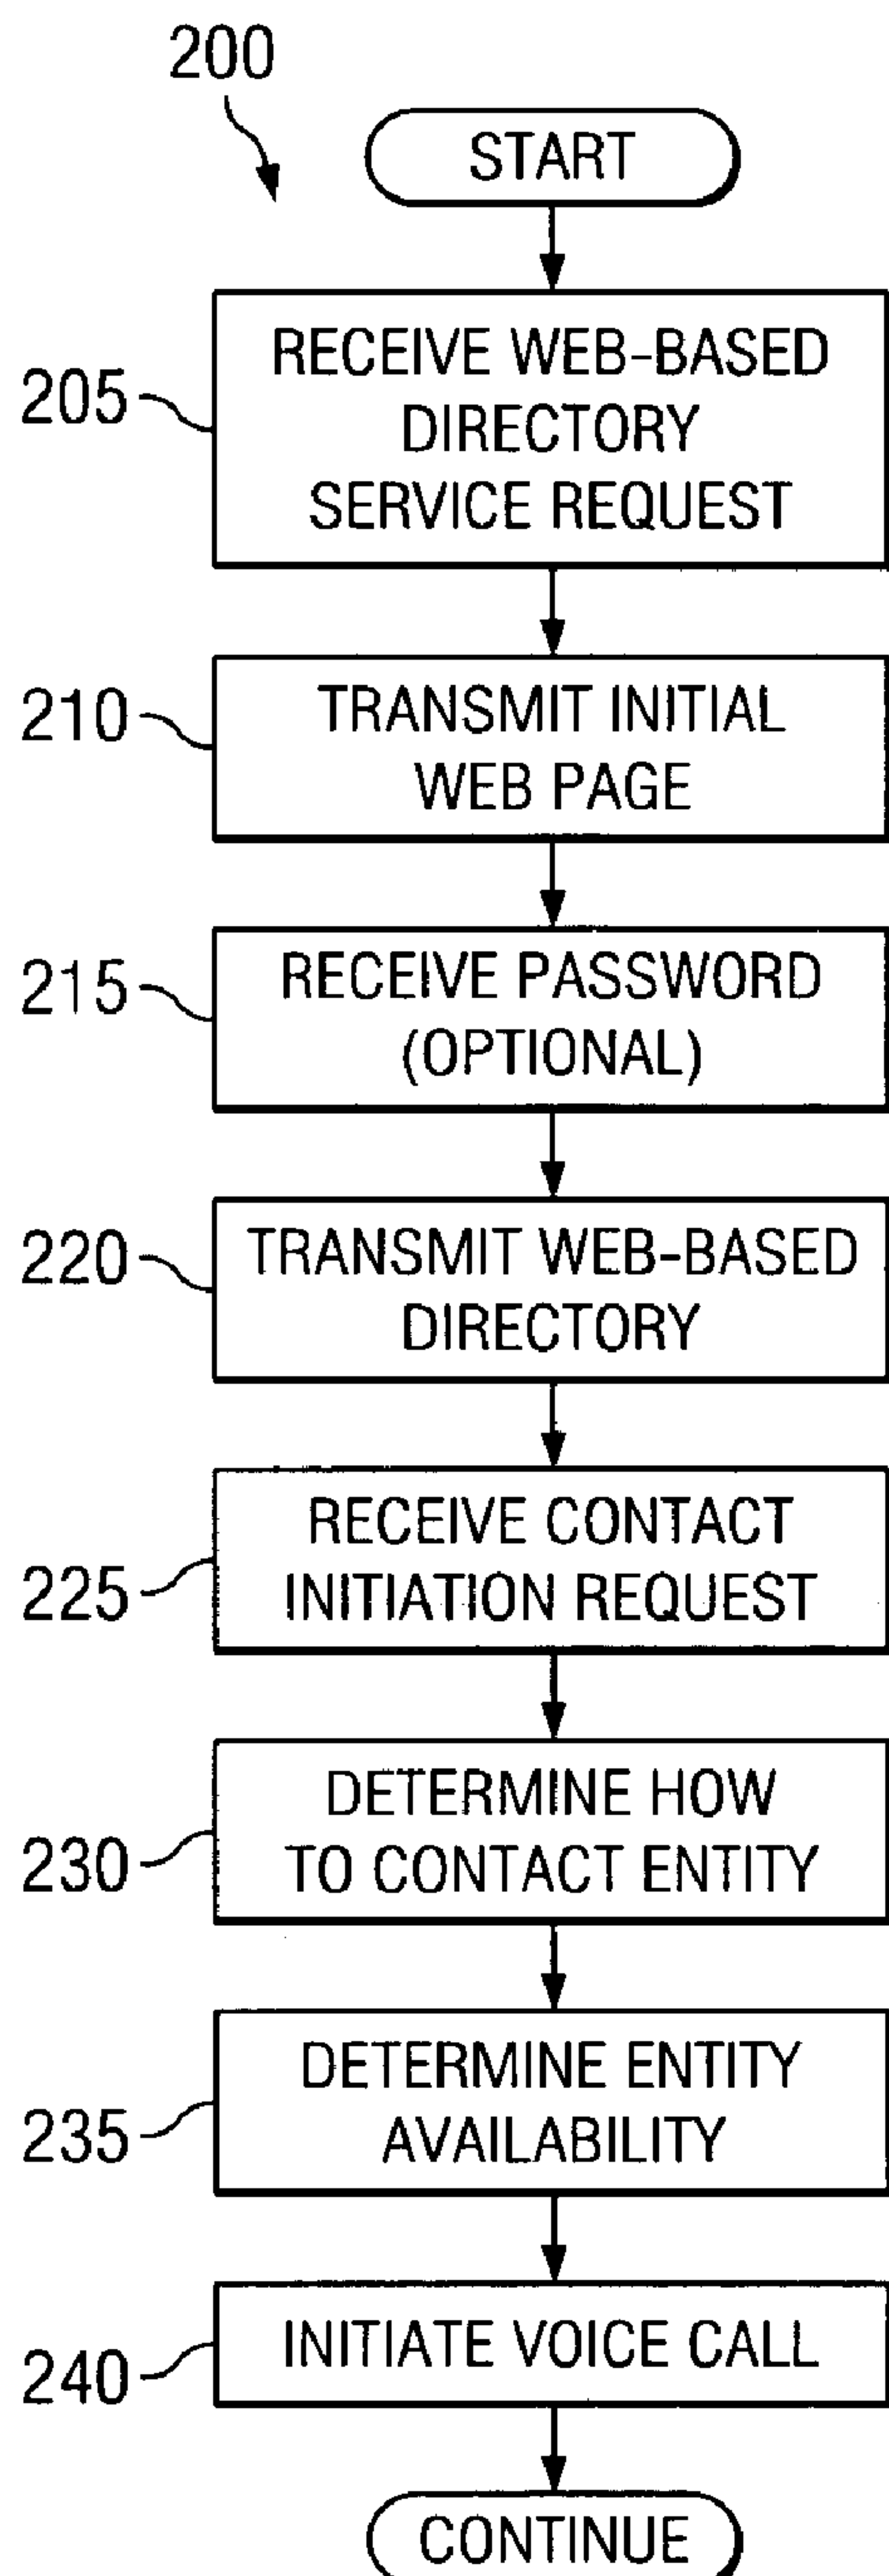 200
START
205
RECEIVE WEB-BASED
DIRECTORY
SERVICE REQUEST
210
TRANSMIT INITIAL
WEB PAGE
215
RECEIVE PASSWORD
(OPTIONAL)
220
TRANSMIT WEB-BASED
DIRECTORY
225
RECEIVE CONTACT
INITIATION REQUEST
230
DETERMINE HOW
TO CONTACT ENTITY
235
DETERMINE ENTITY
AVAILABILITY
240
INITIATE VOICE CALL
CONTINUE